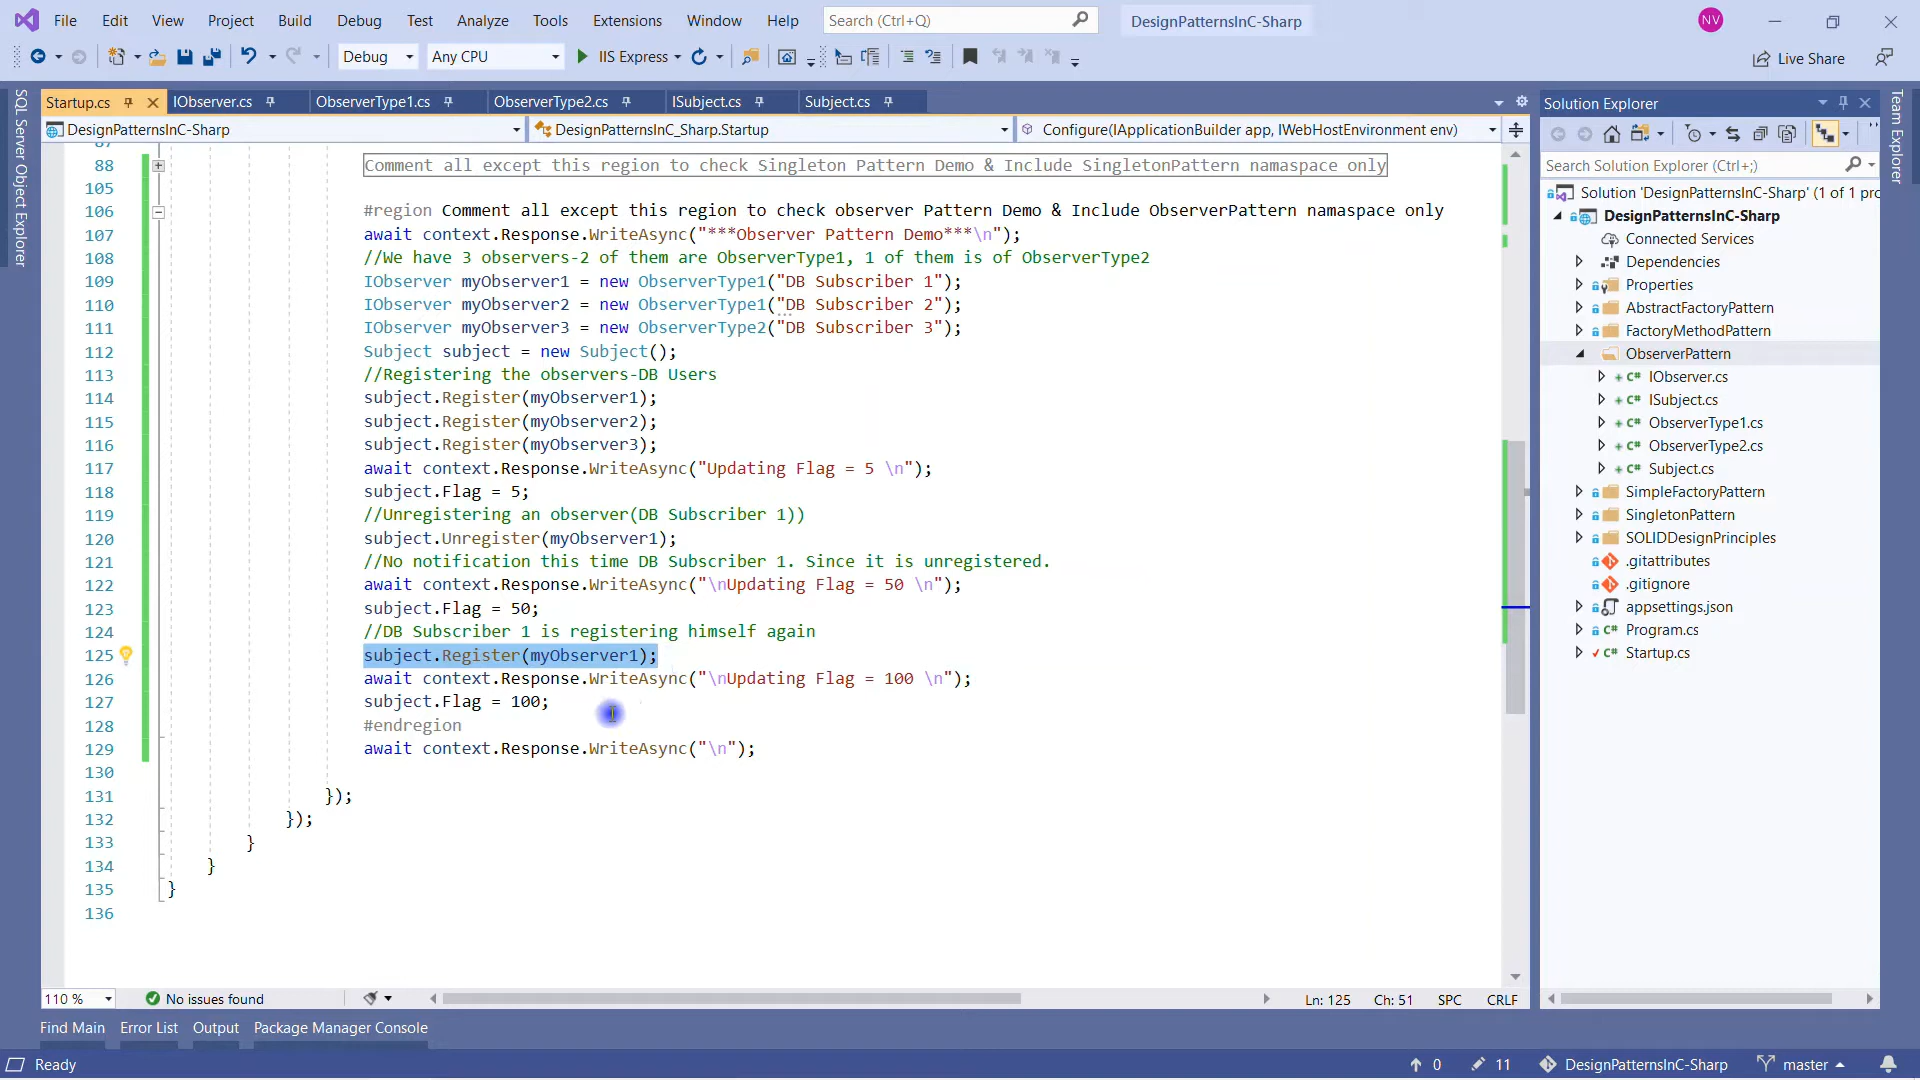 File Edit View Project Build Debug Test Analyze Tools Extensions Window Help Search (Ctrl+Q) DesignPatternsInC-Sharp NV
Debug Any CPU IIS Express Live Share
Startup.cs IObserver.cs ObserverType1.cs ObserverType2.cs ISubject.cs Subject.cs
DesignPatternsInC-Sharp DesignPatternsInC_Sharp.Startup Configure(IApplicationBuilder app, IWebHostEnvironment env)
SQL Server Object Explorer
87
88 Comment all except this region to check Singleton Pattern Demo & Include SingletonPattern namaspace only
105
106 #region Comment all except this region to check observer Pattern Demo & Include ObserverPattern namaspace only
107 await context.Response.WriteAsync("***Observer Pattern Demo***\n");
108 //We have 3 observers-2 of them are ObserverType1, 1 of them is of ObserverType2
109 IObserver myObserver1 = new ObserverType1("DB Subscriber 1");
110 IObserver myObserver2 = new ObserverType1("DB Subscriber 2");
111 IObserver myObserver3 = new ObserverType2("DB Subscriber 3");
112 Subject subject = new Subject();
113 //Registering the observers-DB Users
114 subject.Register(myObserver1);
115 subject.Register(myObserver2);
116 subject.Register(myObserver3);
117 await context.Response.WriteAsync("Updating Flag = 5 \n");
118 subject.Flag = 5;
119 //Unregistering an observer(DB Subscriber 1))
120 subject.Unregister(myObserver1);
121 //No notification this time DB Subscriber 1. Since it is unregistered.
122 await context.Response.WriteAsync("\nUpdating Flag = 50 \n");
123 subject.Flag = 50;
124 //DB Subscriber 1 is registering himself again
125 subject.Register(myObserver1);
126 await context.Response.WriteAsync("\nUpdating Flag = 100 \n");
127 subject.Flag = 100;
128 #endregion
129 await context.Response.WriteAsync("\n");
130
131 });
132 });
133 }
134 }
135 }
136
110 % No issues found Ln: 125 Ch: 51 SPC CRLF
Solution Explorer
Search Solution Explorer (Ctrl+;)
Solution 'DesignPatternsInC-Sharp' (1 of 1 pro
DesignPatternsInC-Sharp
Connected Services
Dependencies
Properties
AbstractFactoryPattern
FactoryMethodPattern
ObserverPattern
C# IObserver.cs
C# ISubject.cs
C# ObserverType1.cs
C# ObserverType2.cs
C# Subject.cs
SimpleFactoryPattern
SingletonPattern
SOLIDDesignPrinciples
.gitattributes
.gitignore
appsettings.json
C# Program.cs
C# Startup.cs
Team Explorer
Find Main Error List Output Package Manager Console
Ready 0 11 DesignPatternsInC-Sharp master